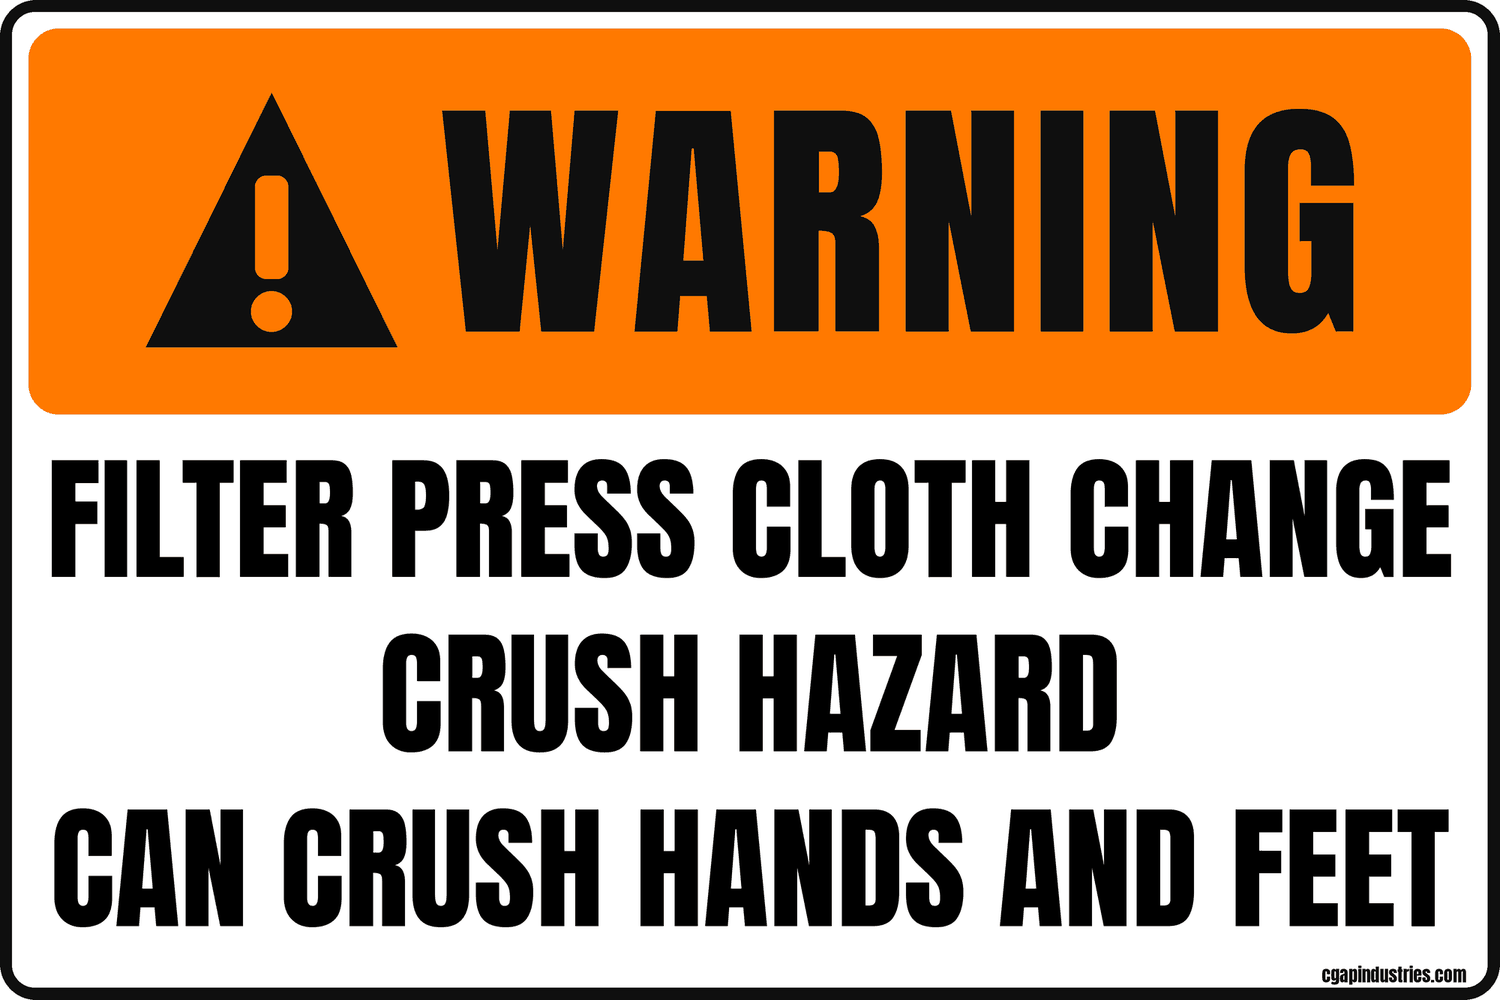 WARNING
FILTER PRESS CLOTH CHANGE
CRUSH HAZARD
CAN CRUSH HANDS AND FEET
cgapindustries.com